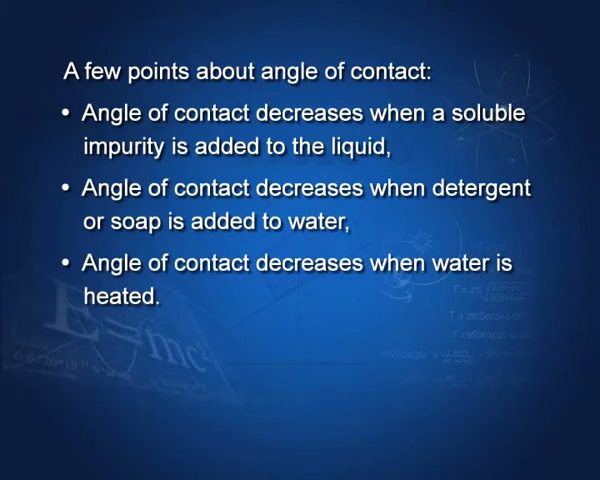 A few points about angle of contact:
• Angle of contact decreases when a soluble
impurity is added to the liquid,
• Angle of contact decreases when detergent
or soap is added to water,
• Angle of contact decreases when water is
heated.
E=mc²